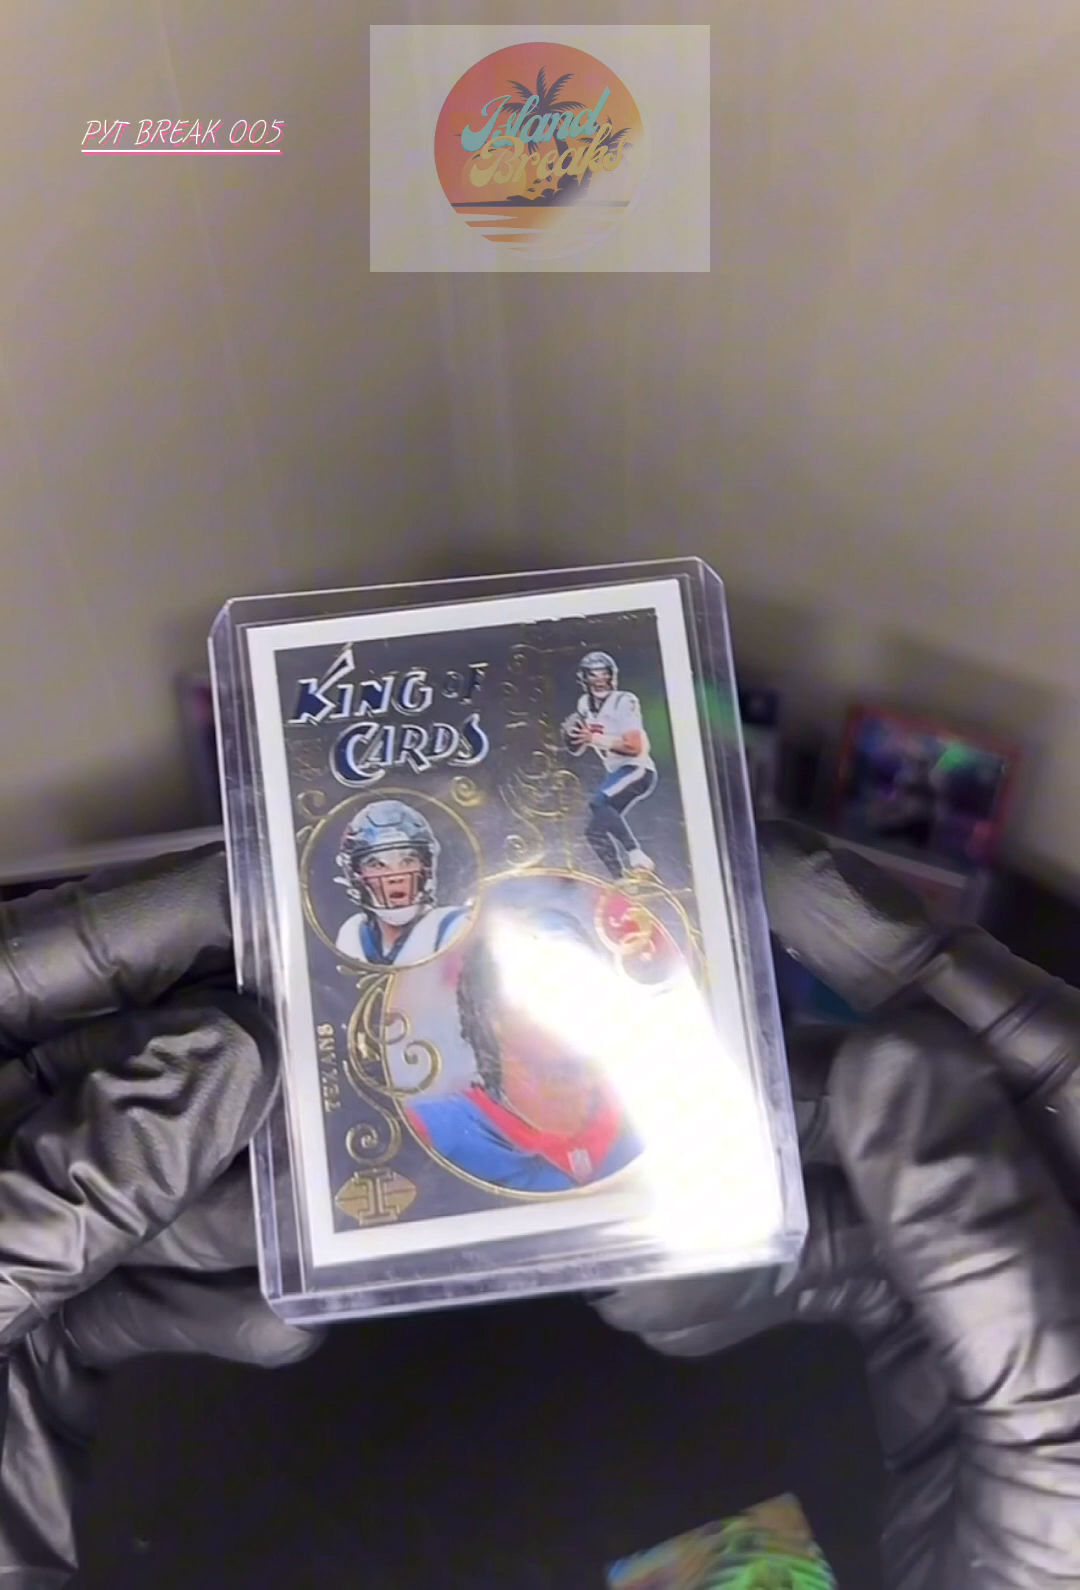 PYT BREAK 005
Island
Breaks
KING OF
CARDS
TEXANS